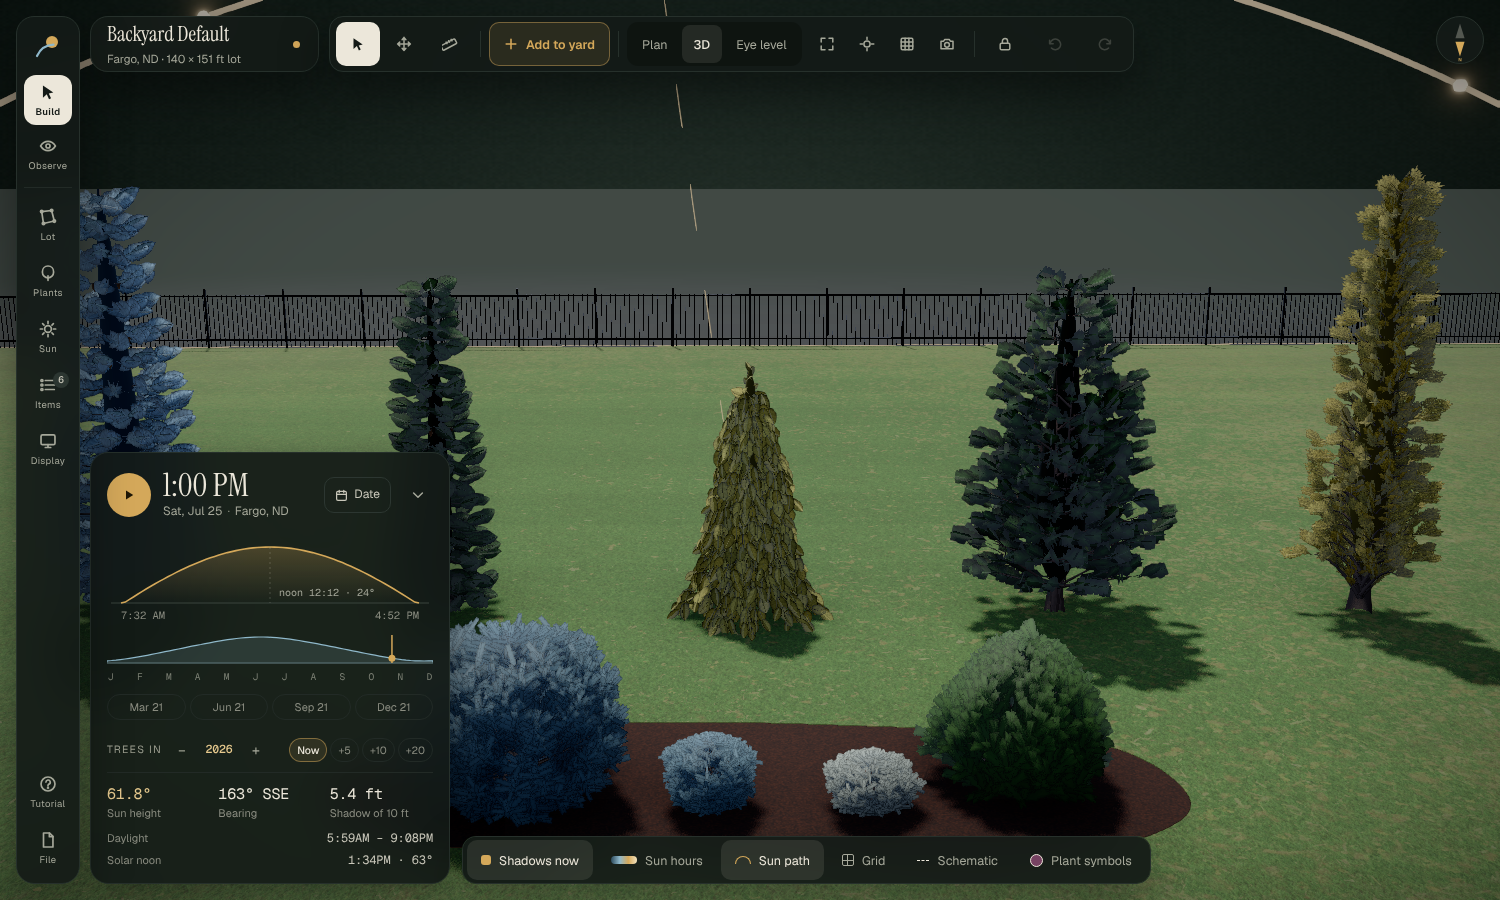 Backyard Default
Fargo, ND · 140 × 151 ft lot
Add to yard
Plan
3D
Eye level
N
Build
Observe
Lot
Plants
Sun
6
Items
Display
Tutorial
File
1:00 PM
Sat, Jul 25 · Fargo, ND
Date
noon 12:12 · 24°
7:32 AM
4:52 PM
J F M A M J J A S O N D
Mar 21
Jun 21
Sep 21
Dec 21
TREES IN − 2026 +
Now
+5
+10
+20
61.8° 163° SSE 5.4 ft
Sun height Bearing Shadow of 10 ft
Daylight 5:59AM – 9:08PM
Solar noon 1:34PM · 63°
Shadows now
Sun hours
Sun path
Grid
Schematic
Plant symbols